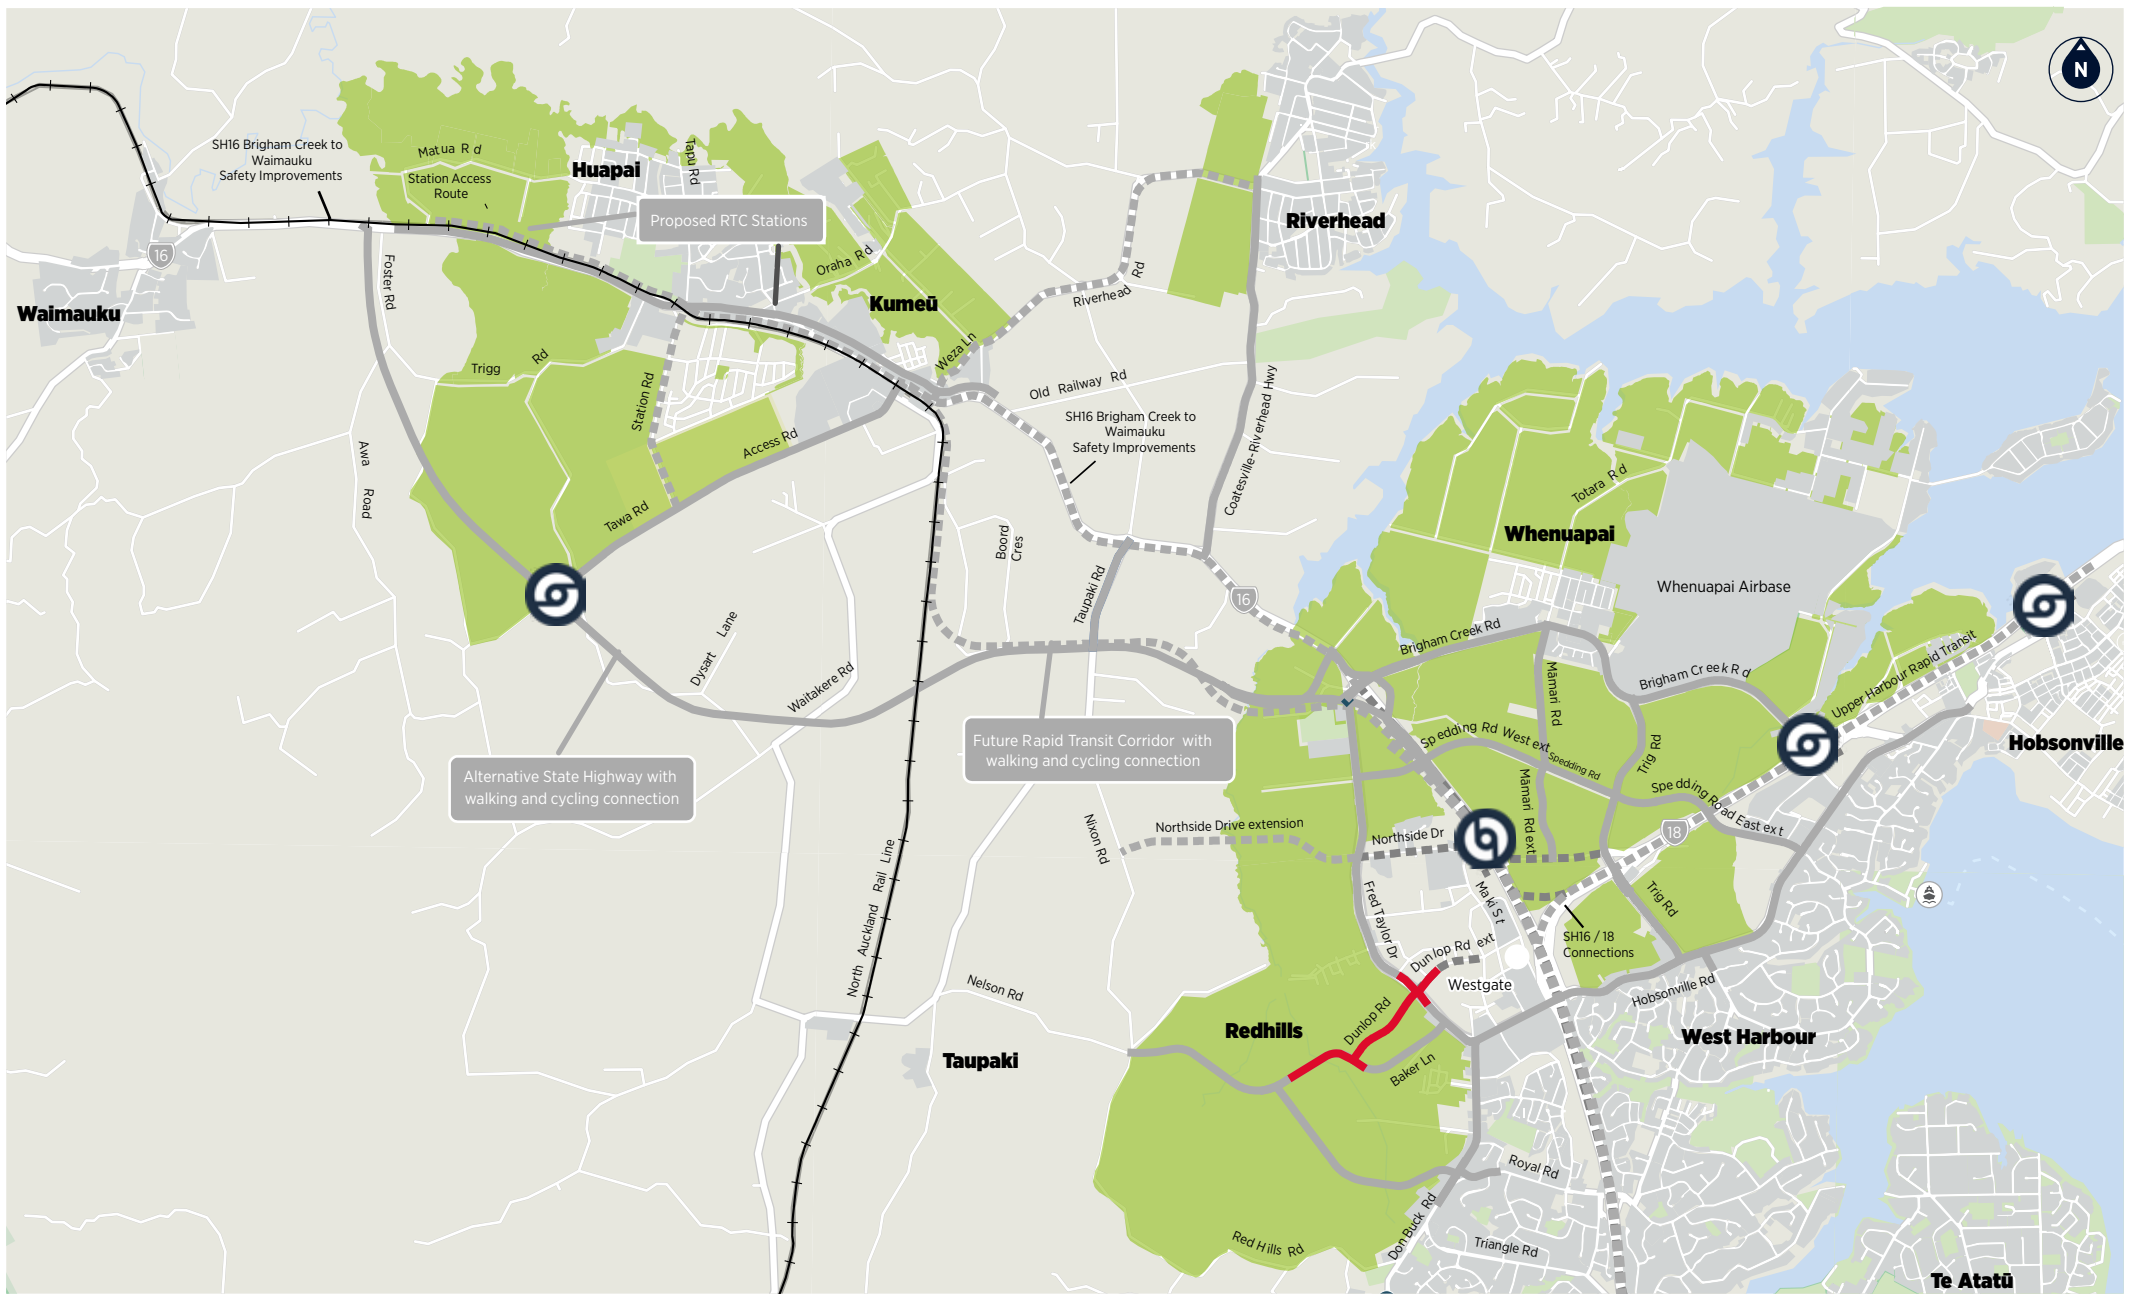 N
SH16 Brigham Creek to
Waimauku
Safety Improvements
Matua Rd
Station Access
Route
Huapai
Tapu Rd
Proposed RTC Stations
Riverhead
16
Waimauku
Foster Rd
Oraha Rd
Kumeū
Riverhead Rd
Weza Ln
Trigg Rd
Station Rd
Old Railway Rd
SH16 Brigham Creek to
Waimauku
Safety Improvements
Coatesville-Riverhead Hwy
Access Rd
Awa Road
Tawa Rd
Totara Rd
Whenuapai
Whenuapai Airbase
Boord
Cres
Taupaki Rd
16
Dysart Lane
Waitakere Rd
Brigham Creek Rd
Brigham Creek Rd
Māmari Rd
Upper Harbour Rapid Transit
Hobsonville
Future Rapid Transit Corridor with
walking and cycling connection
Alternative State Highway with
walking and cycling connection
Spedding Rd West ext
Spedding Rd
Trig Rd
Māmari Rd ext
Spedding Road East ext
18
Nixon Rd
Northside Drive extension
Northside Dr
North Auckland Rail Line
Fred Taylor Dr
Maki St
Trig Rd
SH16 / 18
Connections
Dunlop Rd ext
Westgate
Nelson Rd
Hobsonville Rd
Dunlop Rd
Redhills
West Harbour
Taupaki
Baker Ln
Royal Rd
Don Buck Rd
Red Hills Rd
Triangle Rd
Te Atatū